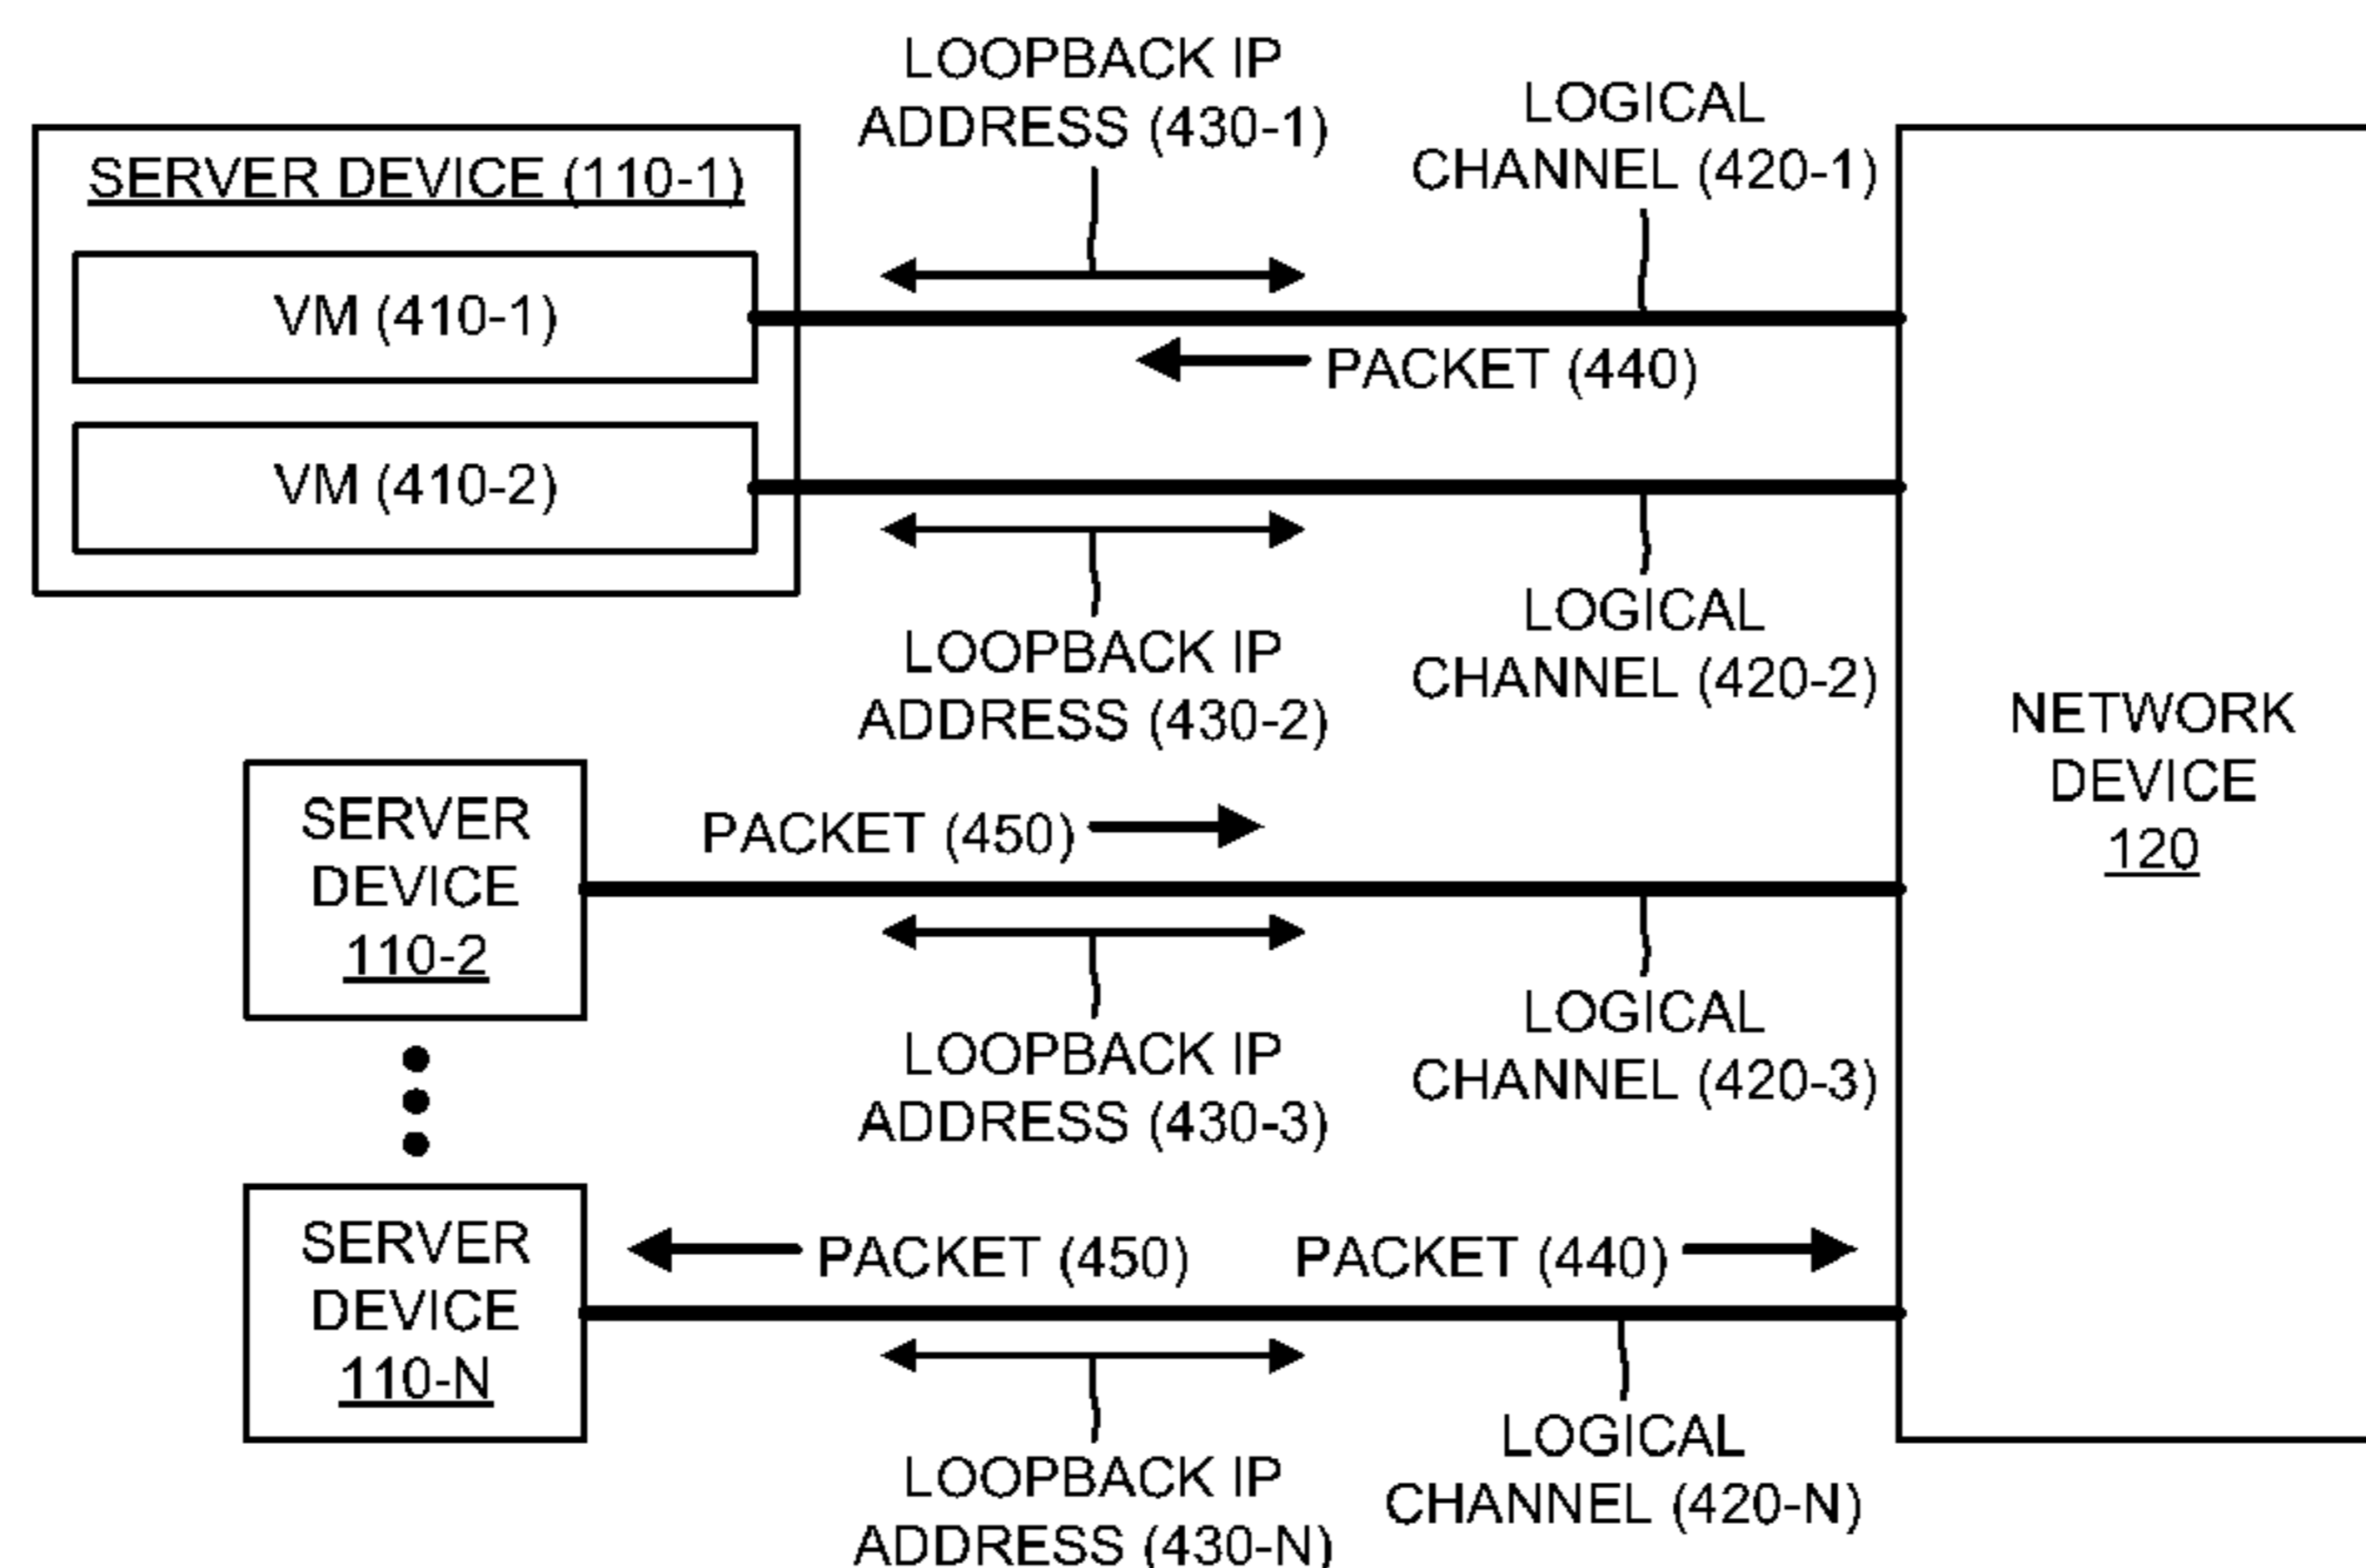 LOOPBACK IP
ADDRESS (430-1)
LOGICAL
CHANNEL (420-1)
SERVER DEVICE (110-1)
VM (410-1)
PACKET (440)
VM (410-2)
LOOPBACK IP
ADDRESS (430-2)
LOGICAL
CHANNEL (420-2)
NETWORK
DEVICE
120
SERVER
DEVICE
110-2
PACKET (450)
LOOPBACK IP
ADDRESS (430-3)
LOGICAL
CHANNEL (420-3)
SERVER
DEVICE
110-N
PACKET (450)
PACKET (440)
LOOPBACK IP
ADDRESS (430-N)
LOGICAL
CHANNEL (420-N)